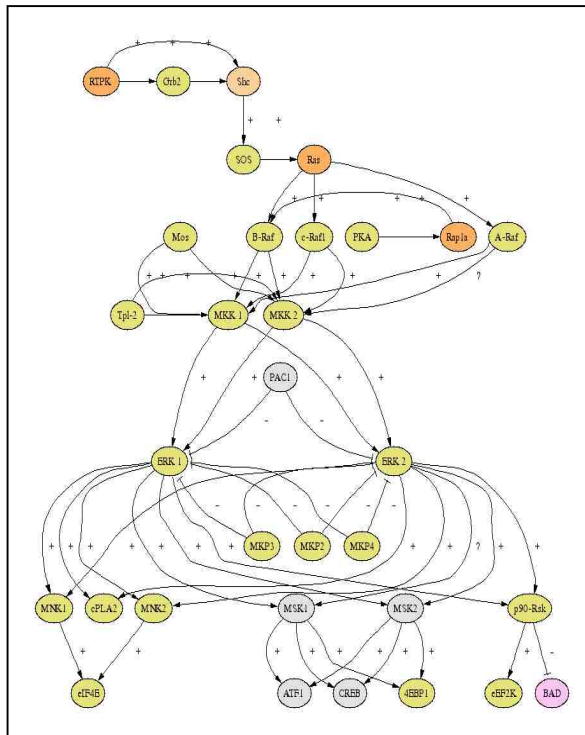 + + +
RTPK Grb2 Shc
+ +
SOS Ras
+ + + + +
Mos B-Raf c-Raf1 PKA Rap1a A-Raf
+ + + + + + + + ?
Tpl-2 MKK 1 MKK 2
PAC1
+ + + +
- -
ERK 1 ERK 2
- - - - - -
MKP3 MKP2 MKP4
+ + + + + + + + ? + +
MNK1 cPLA2 MNK2 MSK1 MSK2 p90-Rsk
+ + + + + + + + + -
eIF4E ATF1 CREB 4EBP1 eEF2K BAD